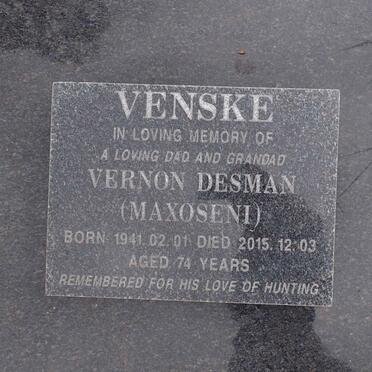 VENSKE
IN LOVING MEMORY OF
A LOVING DAD AND GRANDAD
VERNON DESMAN
(MAXOSENI)
BORN 1941.02.01 DIED 2015.12.03
AGED 74 YEARS
REMEMBERED FOR HIS LOVE OF HUNTING